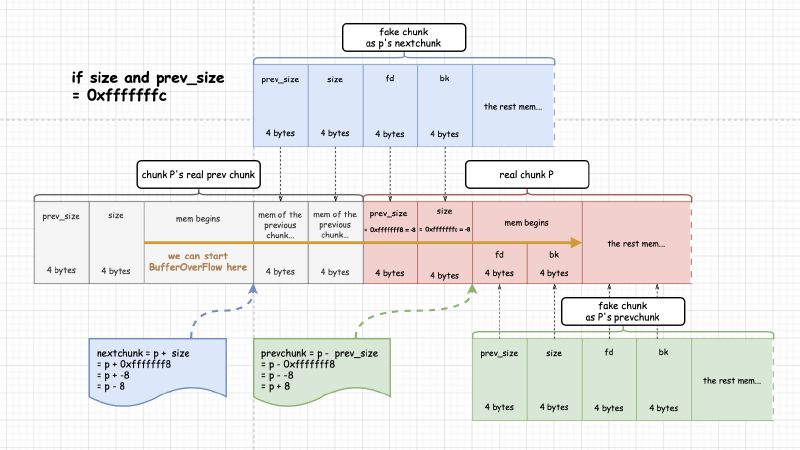 fake chunk
as p's nextchunk
if size and prev_size
= 0xfffffffc
prev_size
size
fd
bk
the rest mem...
4 bytes
4 bytes
4 bytes
4 bytes
chunk P's real prev chunk
real chunk P
prev_size
size
mem begins
mem of the
previous
chunk...
mem of the
previous
chunk...
prev_size
= 0xfffffff8 = -8
size
= 0xfffffffc = -8
mem begins
the rest mem...
we can start
BufferOverFlow here
fd
bk
4 bytes
4 bytes
4 bytes
4 bytes
4 bytes
4 bytes
4 bytes
4 bytes
fake chunk
as P's prevchunk
nextchunk = p + size
= p + 0xfffffff8
= p + -8
= p - 8
prevchunk = p - prev_size
= p - 0xfffffff8
= p - -8
= p + 8
prev_size
size
fd
bk
the rest mem...
4 bytes
4 bytes
4 bytes
4 bytes